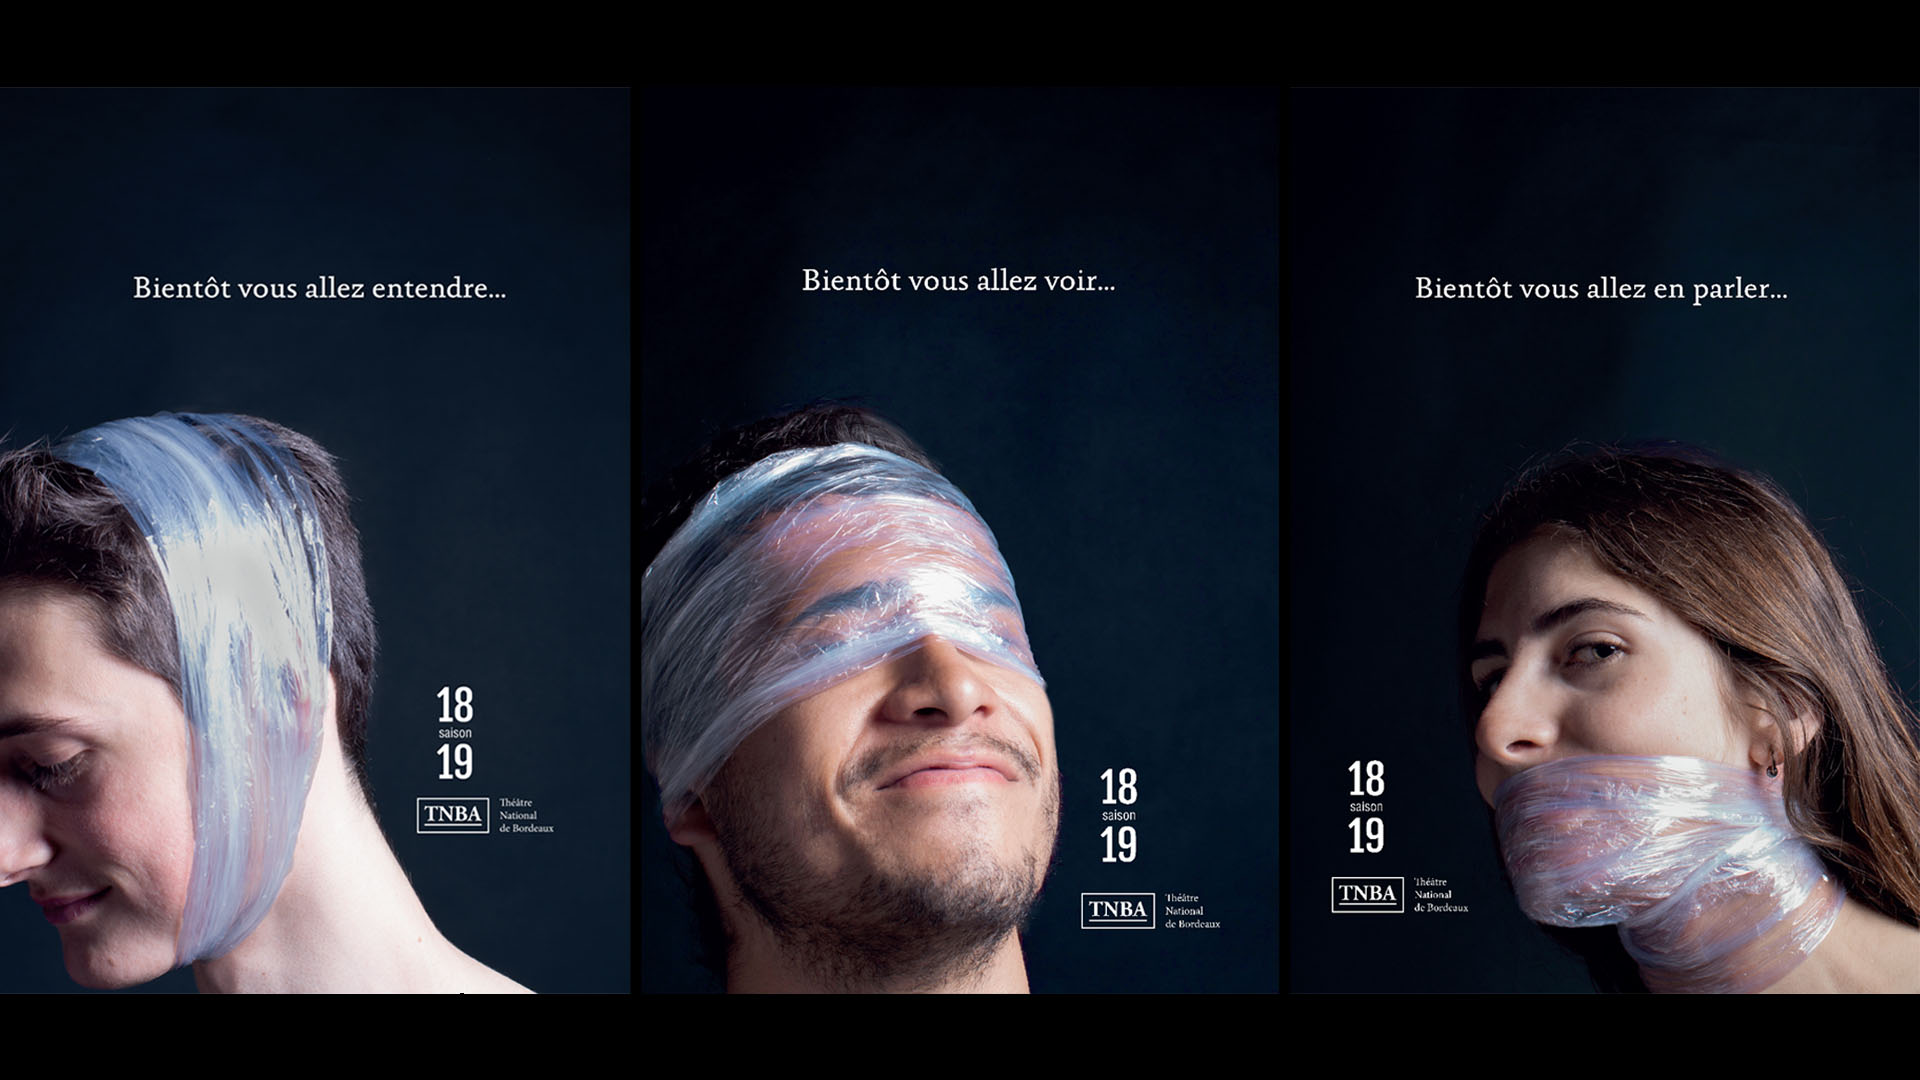 Bientôt vous allez entendre...
18
saison
19
TNBA
Théâtre
National
de Bordeaux
Bientôt vous allez voir...
18
saison
19
TNBA
Théâtre
National
de Bordeaux
Bientôt vous allez en parler...
18
saison
19
TNBA
Théâtre
National
de Bordeaux